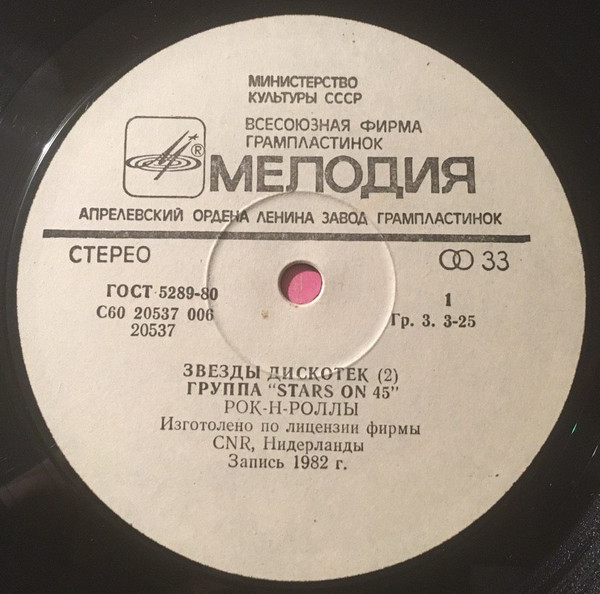 МИНИСТЕРСТВО
КУЛЬТУРЫ СССР
ВСЕСОЮЗНАЯ ФИРМА
ГРАМПЛАСТИНОК
® МЕЛОДИЯ
АПРЕЛЕВСКИЙ ОРДЕНА ЛЕНИНА ЗАВОД ГРАМПЛАСТИНОК
СТЕРЕО 33
ГОСТ 5289-80 1
С60 20537 006 Гр. 3. 3-25
20537
ЗВЕЗДЫ ДИСКОТЕК (2)
ГРУППА "STARS ON 45"
РОК-Н-РОЛЛЫ
Изготолено по лицензии фирмы
CNR, Нидерланды
Запись 1982 г.